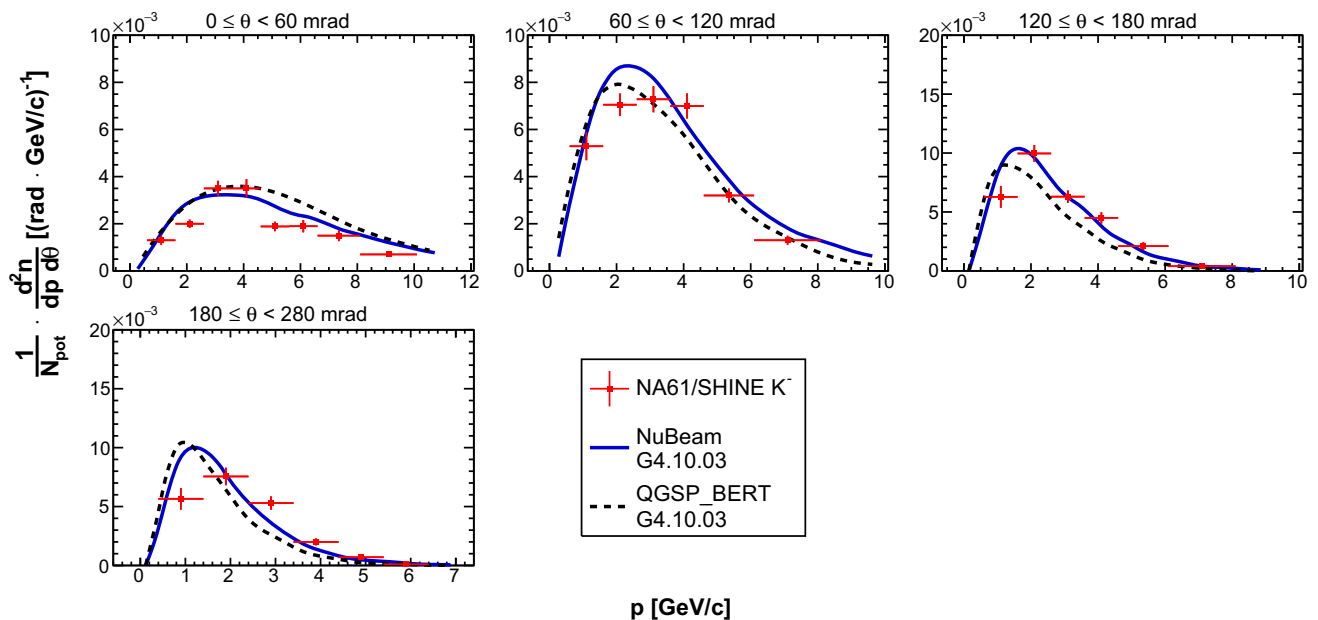 0 ≤ θ < 60 mrad
60 ≤ θ < 120 mrad
120 ≤ θ < 180 mrad
×10⁻³
×10⁻³
×10⁻³
10
8
6
4
2
0
0 2 4 6 8 10 12
10
8
6
4
2
0
0 2 4 6 8 10
20
15
10
5
0
0 2 4 6 8 10
1/N_pot · d²n/dp dθ [(rad · GeV/c)⁻¹]
180 ≤ θ < 280 mrad
×10⁻³
20
15
10
5
0
0 1 2 3 4 5 6 7
NA61/SHINE K⁻
NuBeam
G4.10.03
QGSP_BERT
G4.10.03
p [GeV/c]